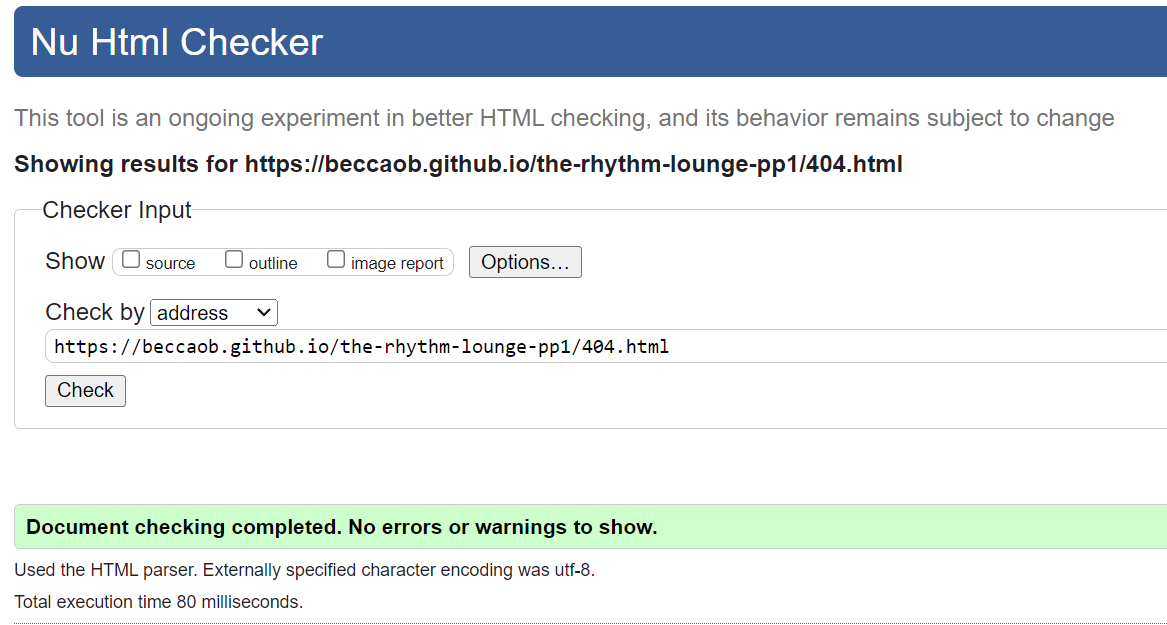 Nu Html Checker
This tool is an ongoing experiment in better HTML checking, and its behavior remains subject to change
Showing results for https://beccaob.github.io/the-rhythm-lounge-pp1/404.html
Checker Input
Show source outline image report Options...
Check by address
https://beccaob.github.io/the-rhythm-lounge-pp1/404.html
Check
Document checking completed. No errors or warnings to show.
Used the HTML parser. Externally specified character encoding was utf-8.
Total execution time 80 milliseconds.